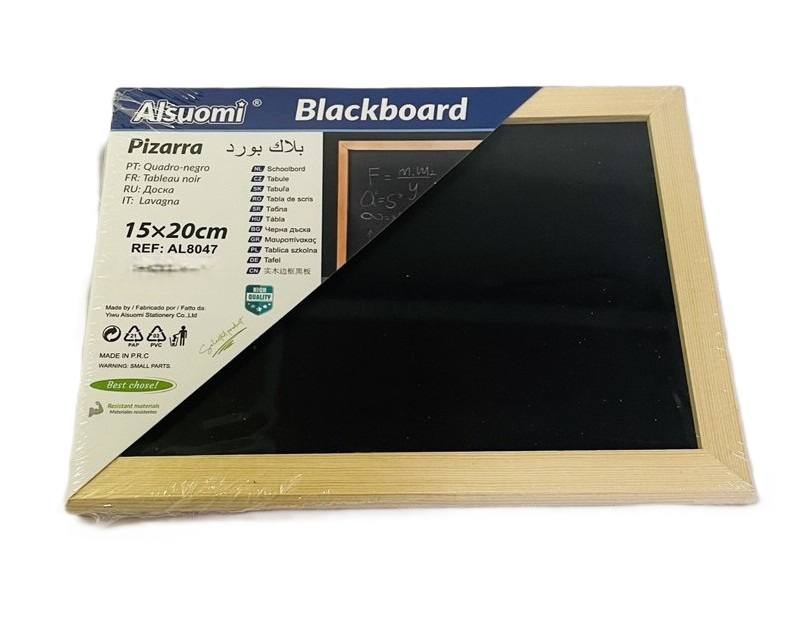 Alsuomi ® Blackboard
Pizarra بلاك بورد
PT: Quadro-negro
FR: Tableau noir
RU: Доска
IT: Lavagna
15×20cm
REF: AL8047
NL Schoolbord
CZ Tabule
SK Tabuľa
RO Tabla de scris
SR Табла
HU Tábla
BG Черна дъска
GR Μαυροπίνακας
PL Tablica szkolna
DE Tafel
CN 实木边框黑板
HIGH
QUALITY
Selected product
Made by / Fabricado por / Fatto da:
Yiwu Alsuomi Stationery Co.,Ltd
21
PAP
03
PVC
MADE IN P.R.C
WARNING: SMALL PARTS.
Best chose!
Resistant materials
Materiales resistentes